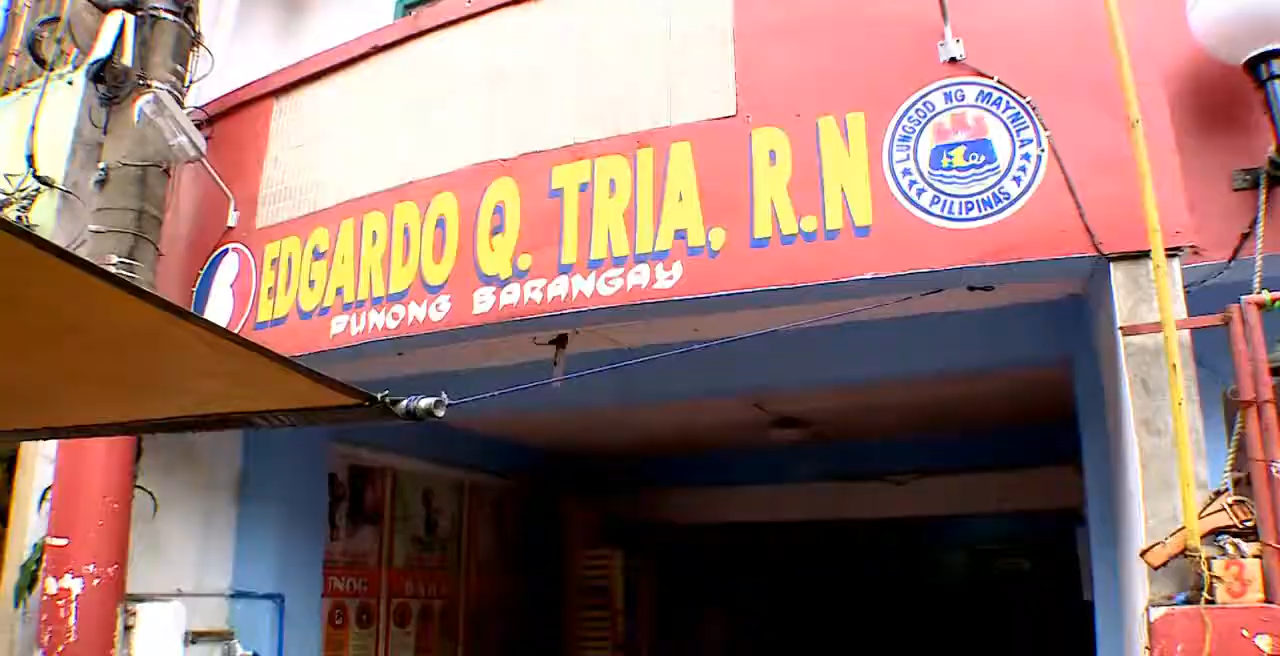 EDGARDO Q. TRIA, R.N
PUNONG BARANGAY
LUNGSOD NG MAYNILA
PILIPINAS
3